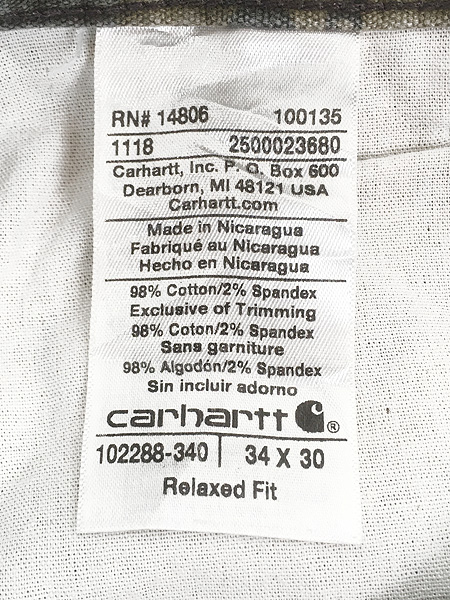 RN# 14806 100135
1118 2500023680
Carhartt, Inc. P. O. Box 600
Dearborn, MI 48121 USA
Carhartt.com
Made in Nicaragua
Fabriqué au Nicaragua
Hecho en Nicaragua
98% Cotton/2% Spandex
Exclusive of Trimming
98% Coton/2% Spandex
Sans garniture
98% Algodón/2% Spandex
Sin incluir adorno
carhartt ®
102288-340 34 X 30
Relaxed Fit